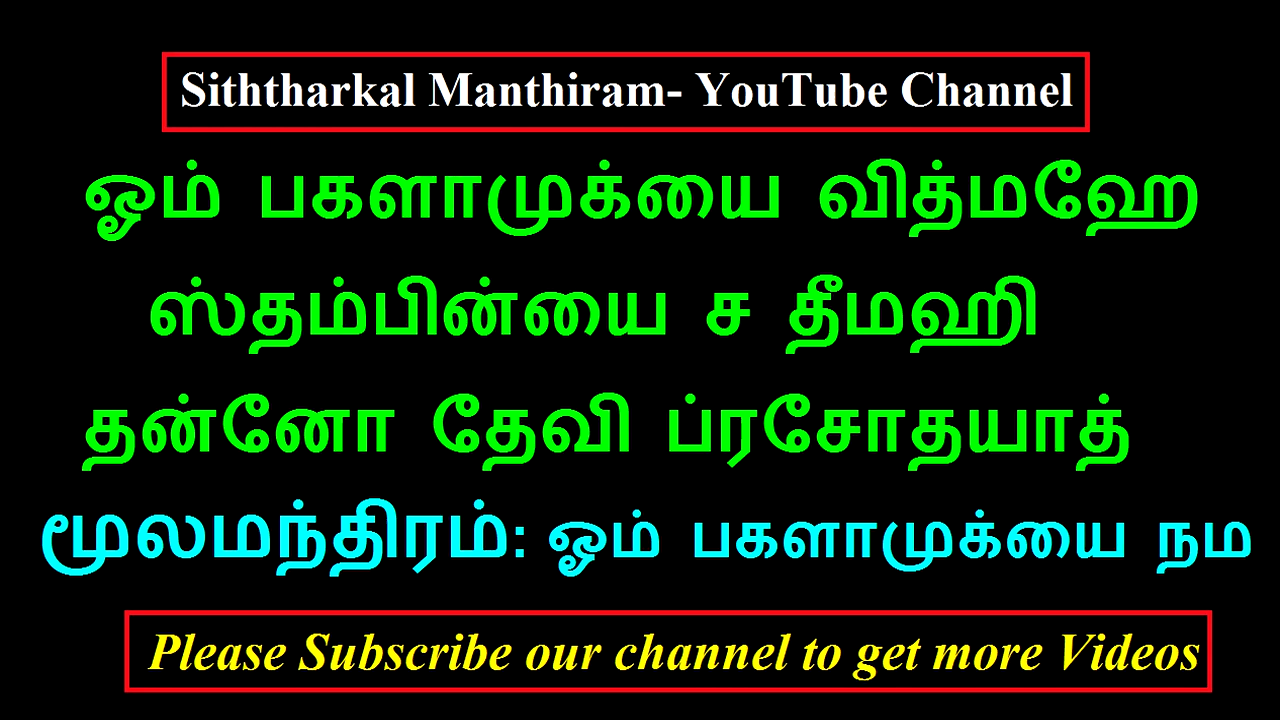 Siththarkal Manthiram- YouTube Channel
ஓம் பகளாமுக்யை வித்மஹே
ஸ்தம்பின்யை ச தீமஹி
தன்னோ தேவி ப்ரசோதயாத்
மூலமந்திரம்: ஓம் பகளாமுக்யை நம
Please Subscribe our channel to get more Videos